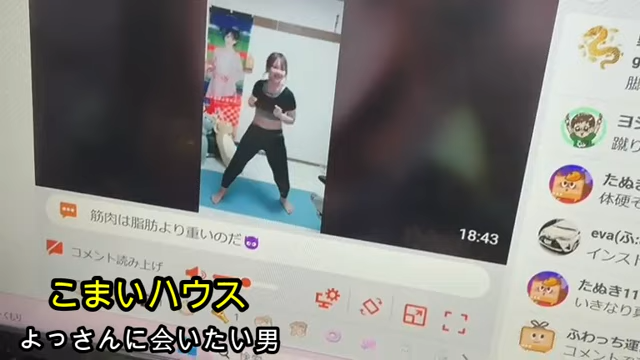 筋肉は脂肪より重いのだ😈
18:43
コメント読み上げ
こまいハウス
よっさんに会いたい男
ヨシ
蹴り
たぬき
体硬そ
eva(ふ:
インスト
たぬき11
いきなり
ふわっち運
コメント